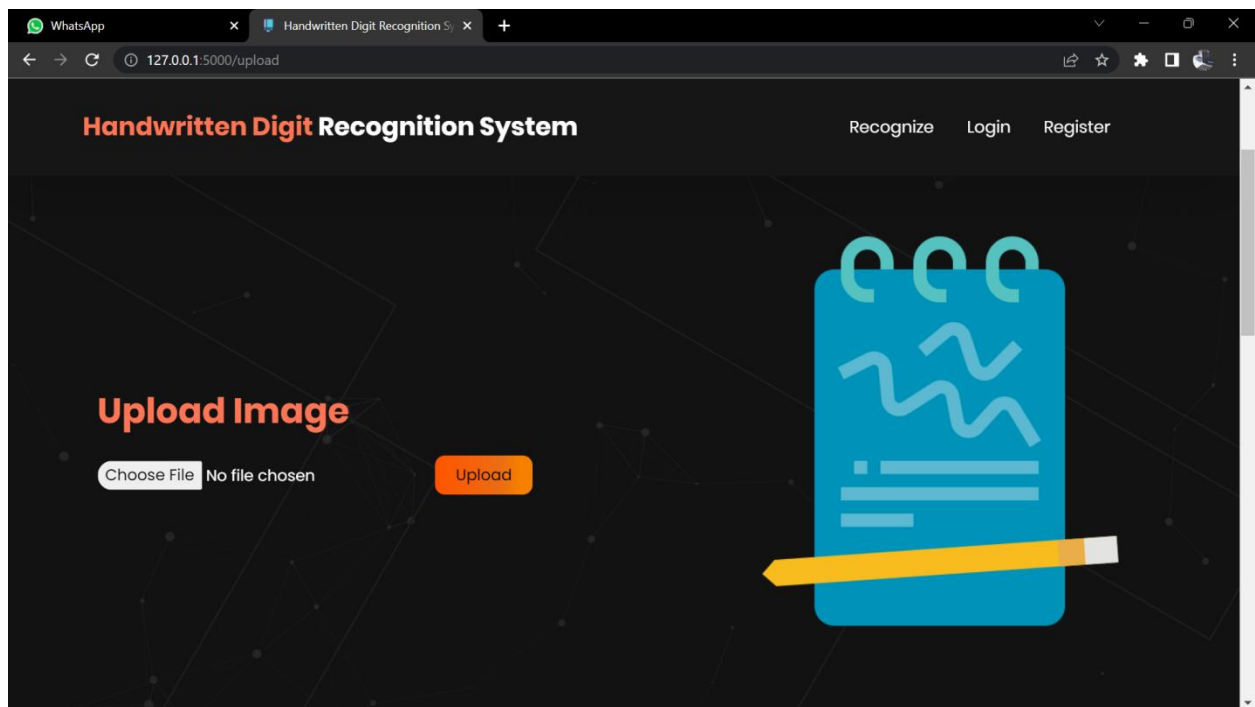 WhatsApp
Handwritten Digit Recognition Sy
127.0.0.1:5000/upload
Handwritten Digit Recognition System
Recognize Login Register
Upload Image
Choose File No file chosen Upload